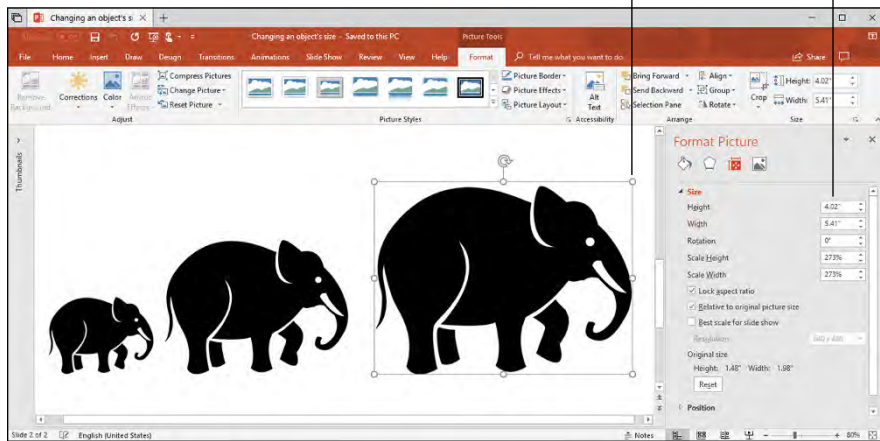 Changing an object's si
Changing an object's size - Saved to this PC
Picture Tools
File Home Insert Draw Design Transitions Animations Slide Show Review View Help Format Tell me what you want to do
Share
Remove Background
Corrections
Color
Artistic Effects
Compress Pictures
Change Picture
Reset Picture
Adjust
Picture Styles
Picture Border
Picture Effects
Picture Layout
Alt Text
Accessibility
Bring Forward
Send Backward
Selection Pane
Align
Group
Rotate
Arrange
Crop
Height: 4.02"
Width: 5.41"
Size
Thumbnails
Format Picture
Size
Height 4.02"
Width 5.41"
Rotation 0°
Scale Height 273%
Scale Width 273%
Lock aspect ratio
Relative to original picture size
Best scale for slide show
Resolution 640 x 480
Original size
Height: 1.48" Width: 1.98"
Reset
Position
Slide 2 of 2 English (United States)
Notes
80%